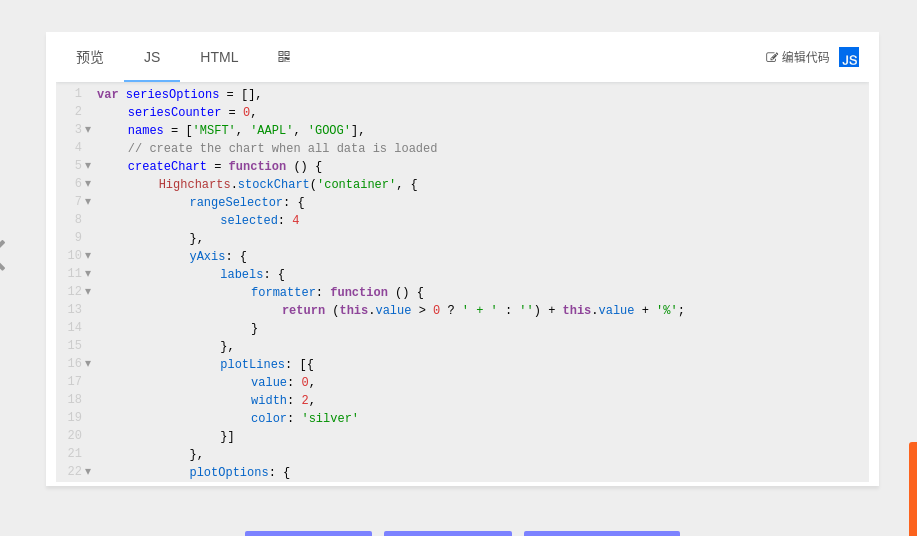 预览 JS HTML 编辑代码 JS
1 var seriesOptions = [],
2 seriesCounter = 0,
3 names = ['MSFT', 'AAPL', 'GOOG'],
4 // create the chart when all data is loaded
5 createChart = function () {
6 Highcharts.stockChart('container', {
7 rangeSelector: {
8 selected: 4
9 },
10 yAxis: {
11 labels: {
12 formatter: function () {
13 return (this.value > 0 ? ' + ' : '') + this.value + '%';
14 }
15 },
16 plotLines: [{
17 value: 0,
18 width: 2,
19 color: 'silver'
20 }]
21 },
22 plotOptions: {